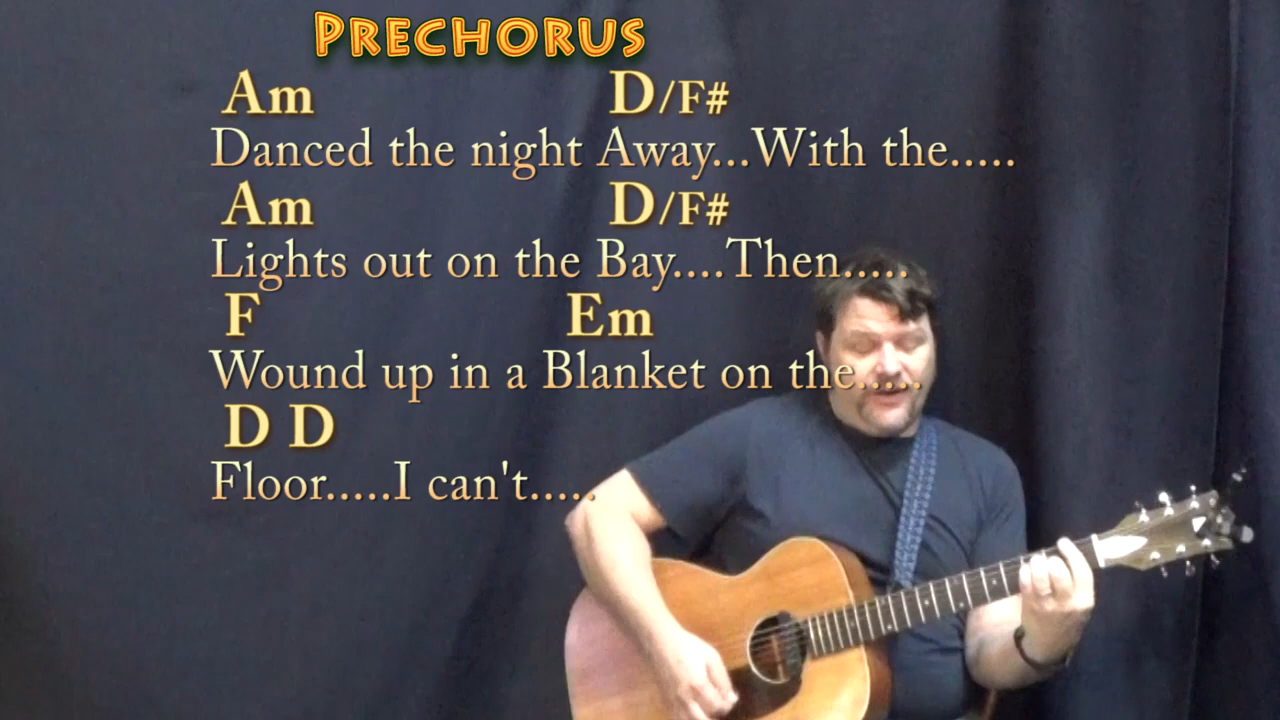 PRECHORUS
Am D/F#
Danced the night Away...With the.....
Am D/F#
Lights out on the Bay....Then.....
F Em
Wound up in a Blanket on the.....
D D
Floor.....I can't.....